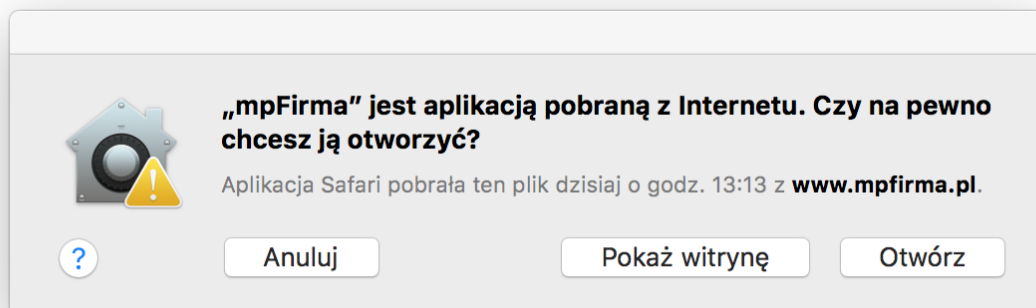 „mpFirma” jest aplikacją pobraną z Internetu. Czy na pewno
chcesz ją otworzyć?
Aplikacja Safari pobrała ten plik dzisiaj o godz. 13:13 z www.mpfirma.pl.
? Anuluj Pokaż witrynę Otwórz